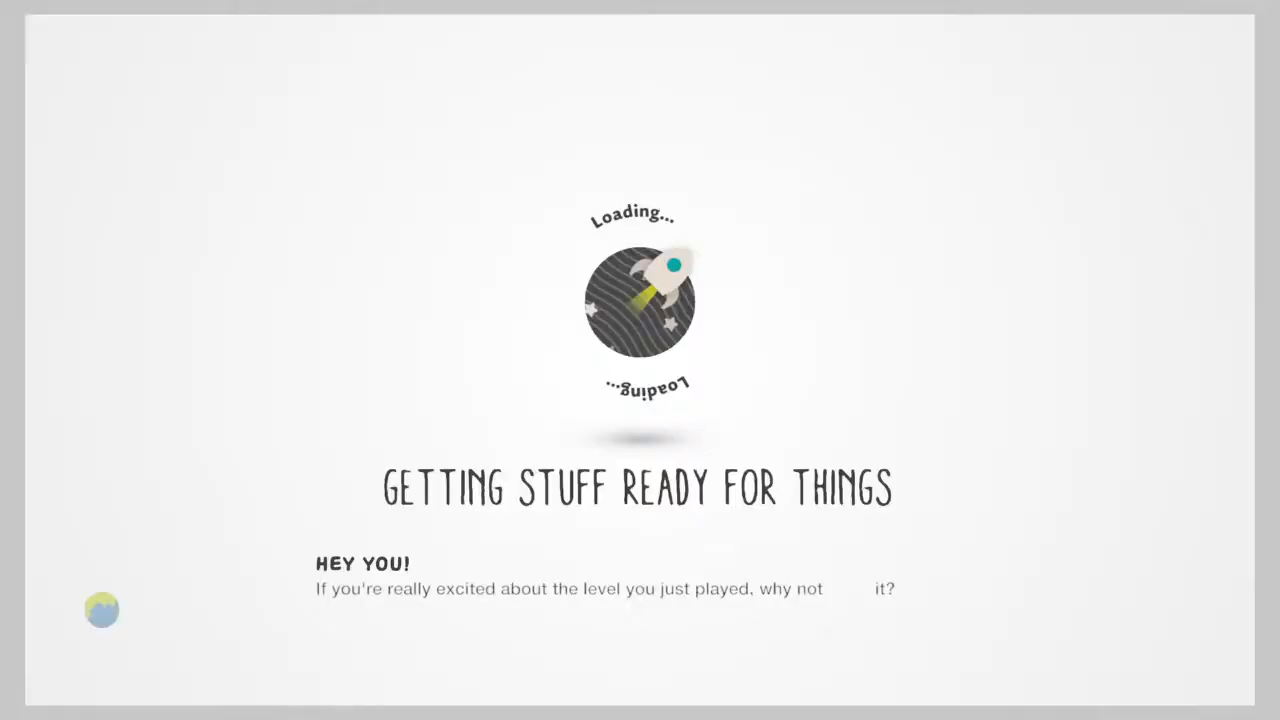 Loading...
Loading...
GETTING STUFF READY FOR THINGS
HEY YOU!
If you're really excited about the level you just played, why not it?